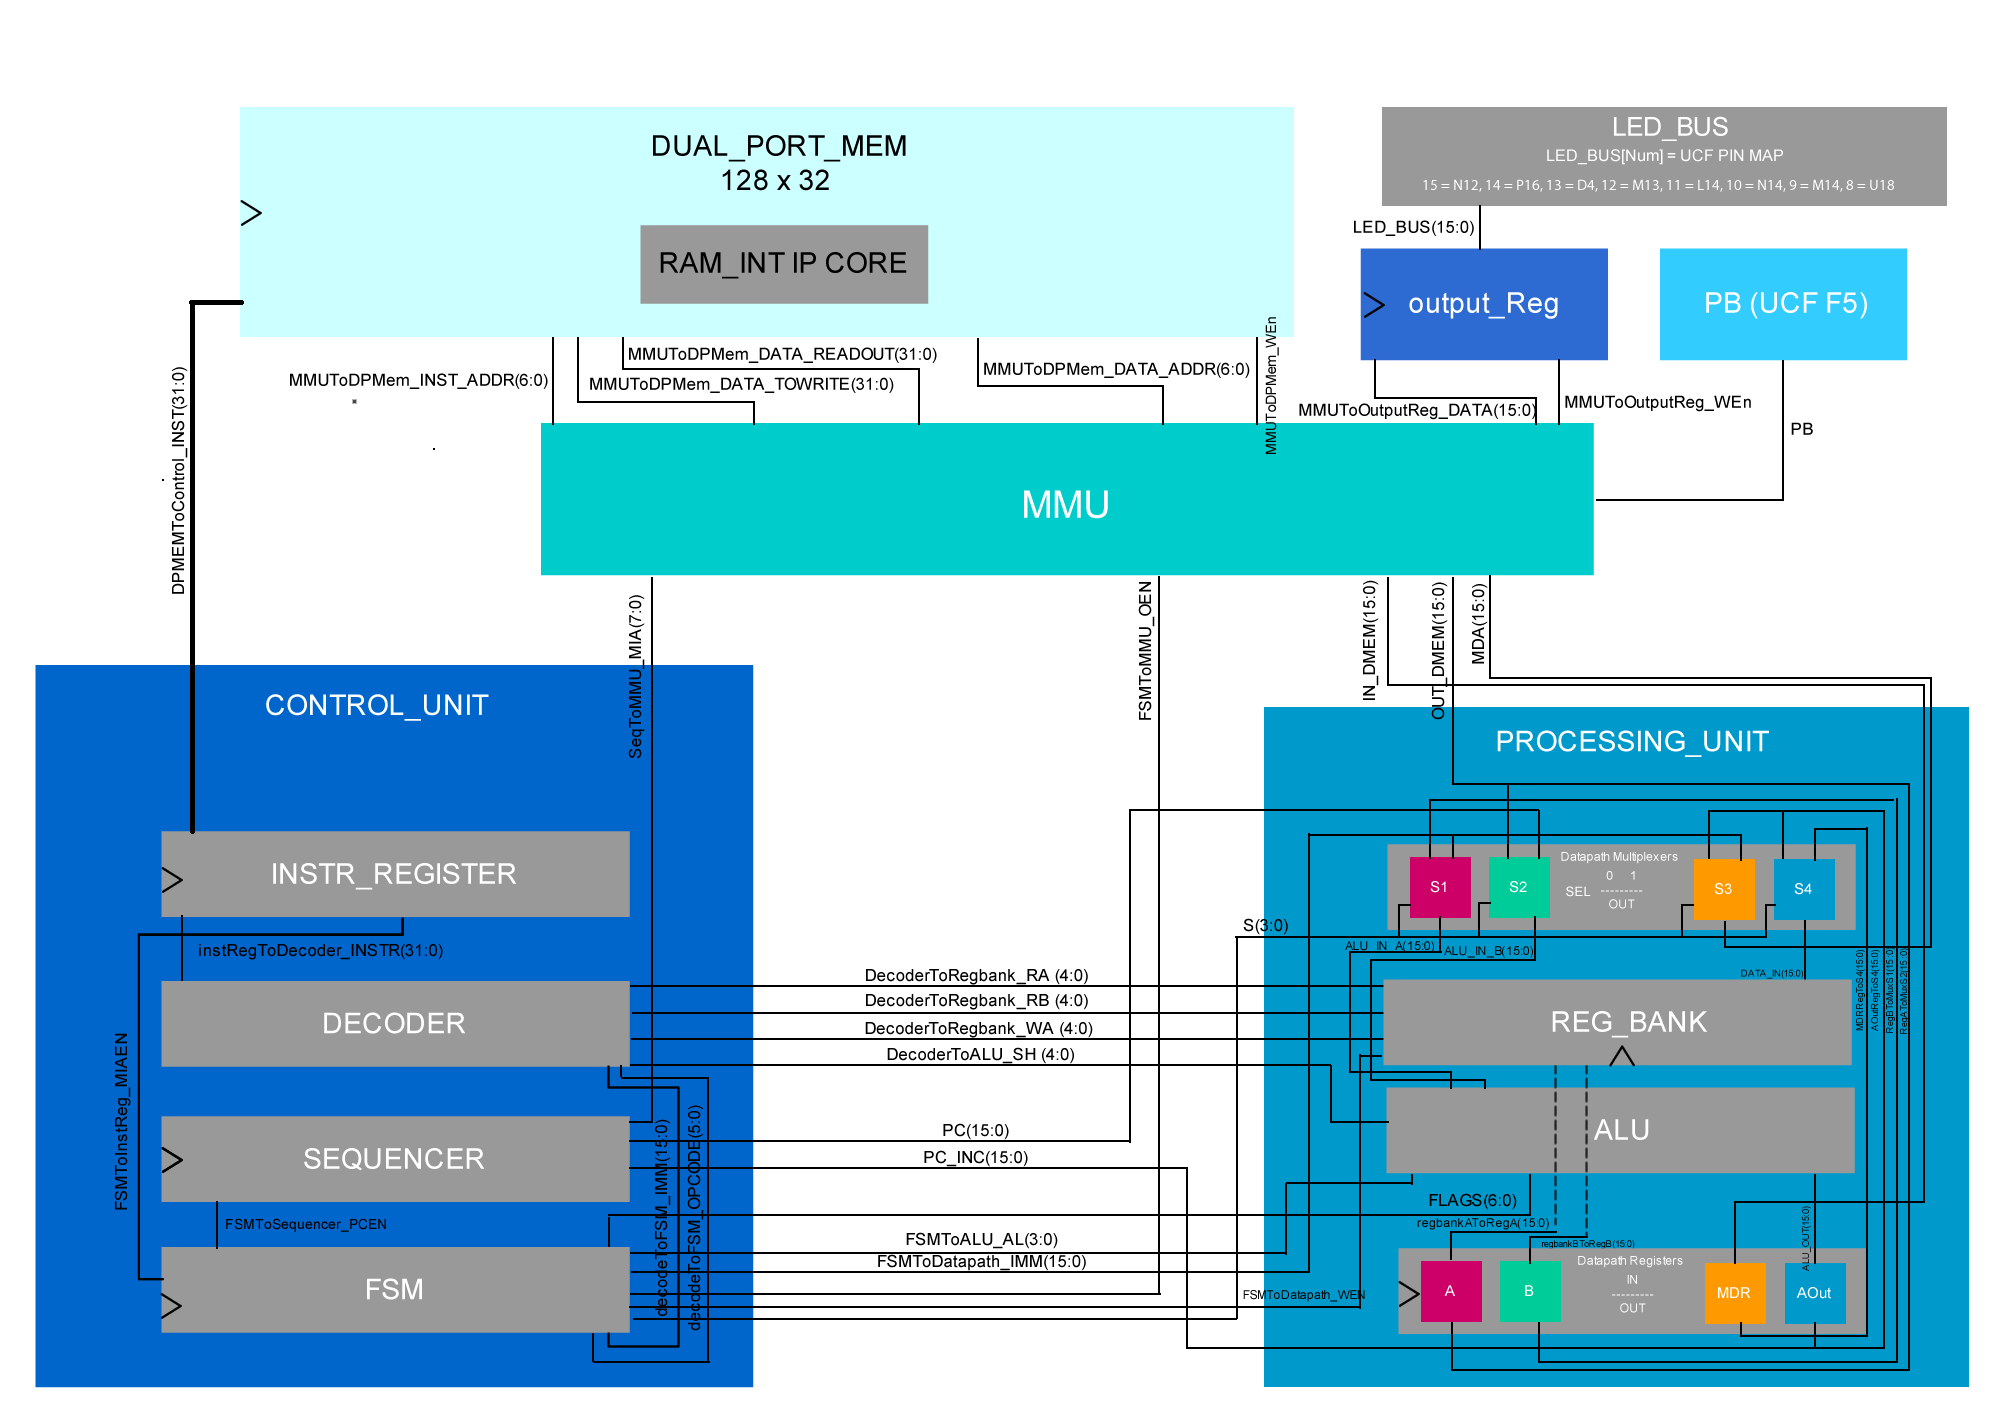 DUAL_PORT_MEM
128 x 32
RAM_INT IP CORE
LED_BUS
LED_BUS[Num] = UCF PIN MAP
15 = N12, 14 = P16, 13 = D4, 12 = M13, 11 = L14, 10 = N14, 9 = M14, 8 = U18
LED_BUS(15:0)
output_Reg
PB (UCF F5)
MMUToDPMem_INST_ADDR(6:0)
MMUToDPMem_DATA_READOUT(31:0)
MMUToDPMem_DATA_TOWRITE(31:0)
MMUToDPMem_DATA_ADDR(6:0)
MMUToDPMem_WEn
MMUToOutputReg_DATA(15:0)
MMUToOutputReg_WEn
PB
DPMEMToControl_INST(31:0)
MMU
SeqToMMU_MIA(7:0)
FSMToMMU_OEN
IN_DMEM(15:0)
OUT_DMEM(15:0)
MDA(15:0)
CONTROL_UNIT
INSTR_REGISTER
instRegToDecoder_INSTR(31:0)
DECODER
FSMToInstReg_MIAEN
SEQUENCER
FSMToSequencer_PCEN
FSM
decodeToFSM_IMM(15:0)
decodeToFSM_OPCODE(5:0)
DecoderToRegbank_RA (4:0)
DecoderToRegbank_RB (4:0)
DecoderToRegbank_WA (4:0)
DecoderToALU_SH (4:0)
PC(15:0)
PC_INC(15:0)
FSMToALU_AL(3:0)
FSMToDatapath_IMM(15:0)
FSMToDatapath_WEN
S(3:0)
PROCESSING_UNIT
S1
S2
Datapath Multiplexers
0 1
SEL ---------
OUT
S3
S4
ALU_IN_A(15:0)
ALU_IN_B(15:0)
DATA_IN(15:0)
MDRRegToS4(15:0)
AOutRegToS4(15:0)
RegBToMuxS1(15:0)
RegAToMuxS2(15:0)
REG_BANK
ALU
FLAGS(6:0)
regbankAToRegA(15:0)
regbankBToRegB(15:0)
ALU_OUT(15:0)
A
B
Datapath Registers
IN
---------
OUT
MDR
AOut